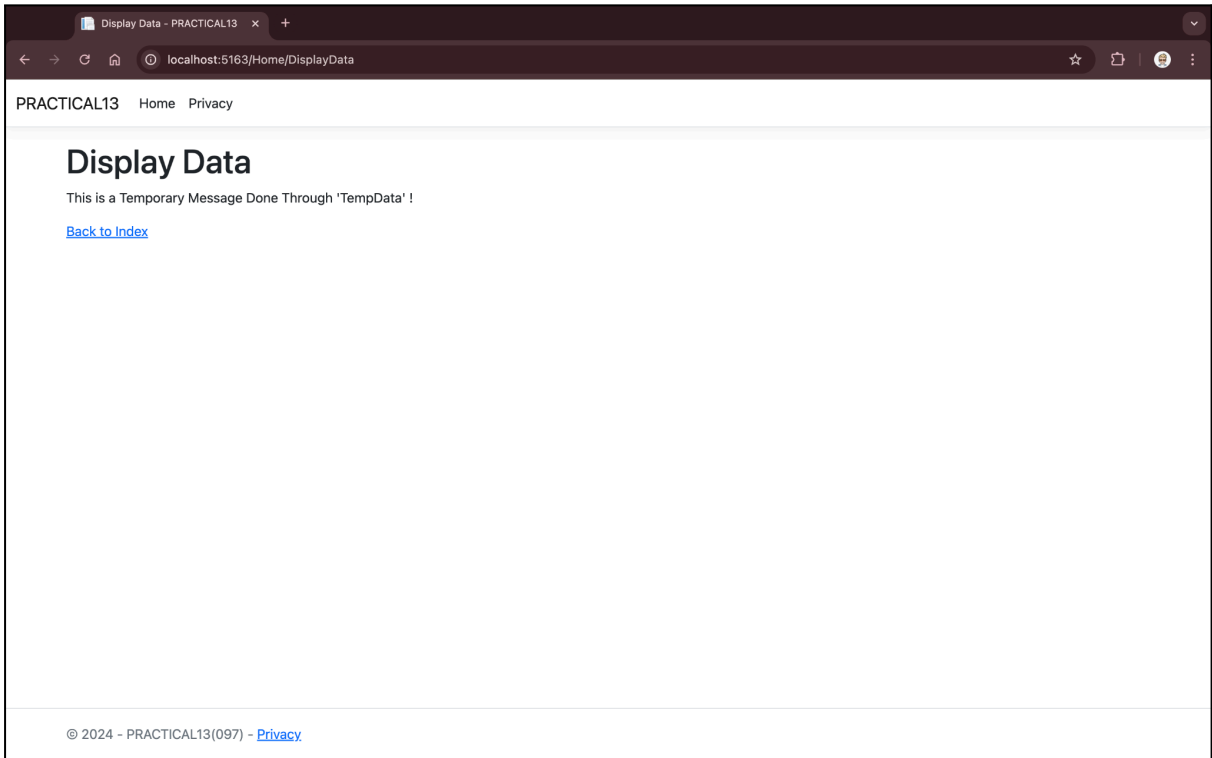 Display Data - PRACTICAL13
localhost:5163/Home/DisplayData
PRACTICAL13 Home Privacy
Display Data
This is a Temporary Message Done Through 'TempData' !
Back to Index
© 2024 - PRACTICAL13(097) - Privacy